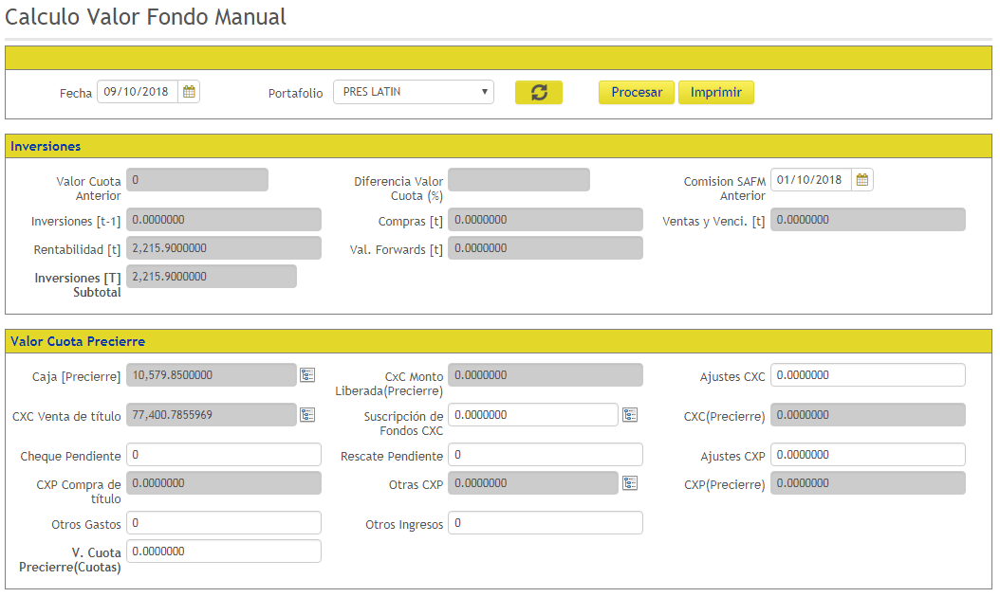 Calculo Valor Fondo Manual
Fecha 09/10/2018 Portafolio PRES LATIN Procesar Imprimir
Inversiones
Valor Cuota Anterior 0 Diferencia Valor Cuota (%) Comision SAFM Anterior 01/10/2018
Inversiones [t-1] 0.0000000 Compras [t] 0.0000000 Ventas y Venci. [t] 0.0000000
Rentabilidad [t] 2,215.9000000 Val. Forwards [t] 0.0000000
Inversiones [T] Subtotal 2,215.9000000
Valor Cuota Precierre
Caja [Precierre] 10,579.8500000 CxC Monto Liberada(Precierre) 0.0000000 Ajustes CXC 0.0000000
CXC Venta de título 77,400.7855969 Suscripción de Fondos CXC 0.0000000 CXC(Precierre) 0.0000000
Cheque Pendiente 0 Rescate Pendiente 0 Ajustes CXP 0.0000000
CXP Compra de título 0.0000000 Otras CXP 0.0000000 CXP(Precierre) 0.0000000
Otros Gastos 0 Otros Ingresos 0
V. Cuota Precierre(Cuotas) 0.0000000